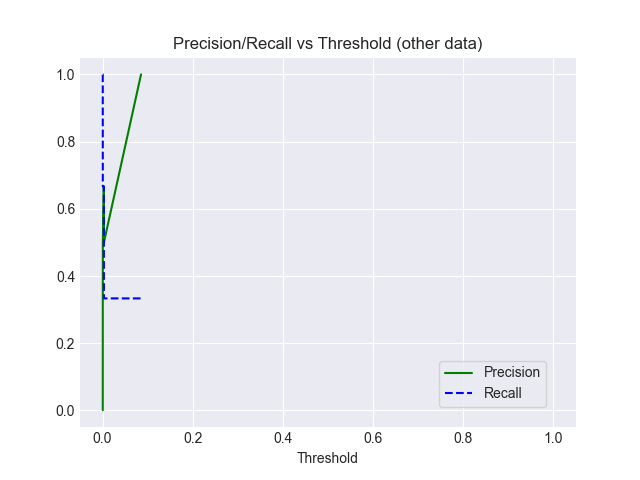 Precision/Recall vs Threshold (other data)
1.0
0.8
0.6
0.4
0.2
0.0
Precision
Recall
0.0 0.2 0.4 0.6 0.8 1.0
Threshold